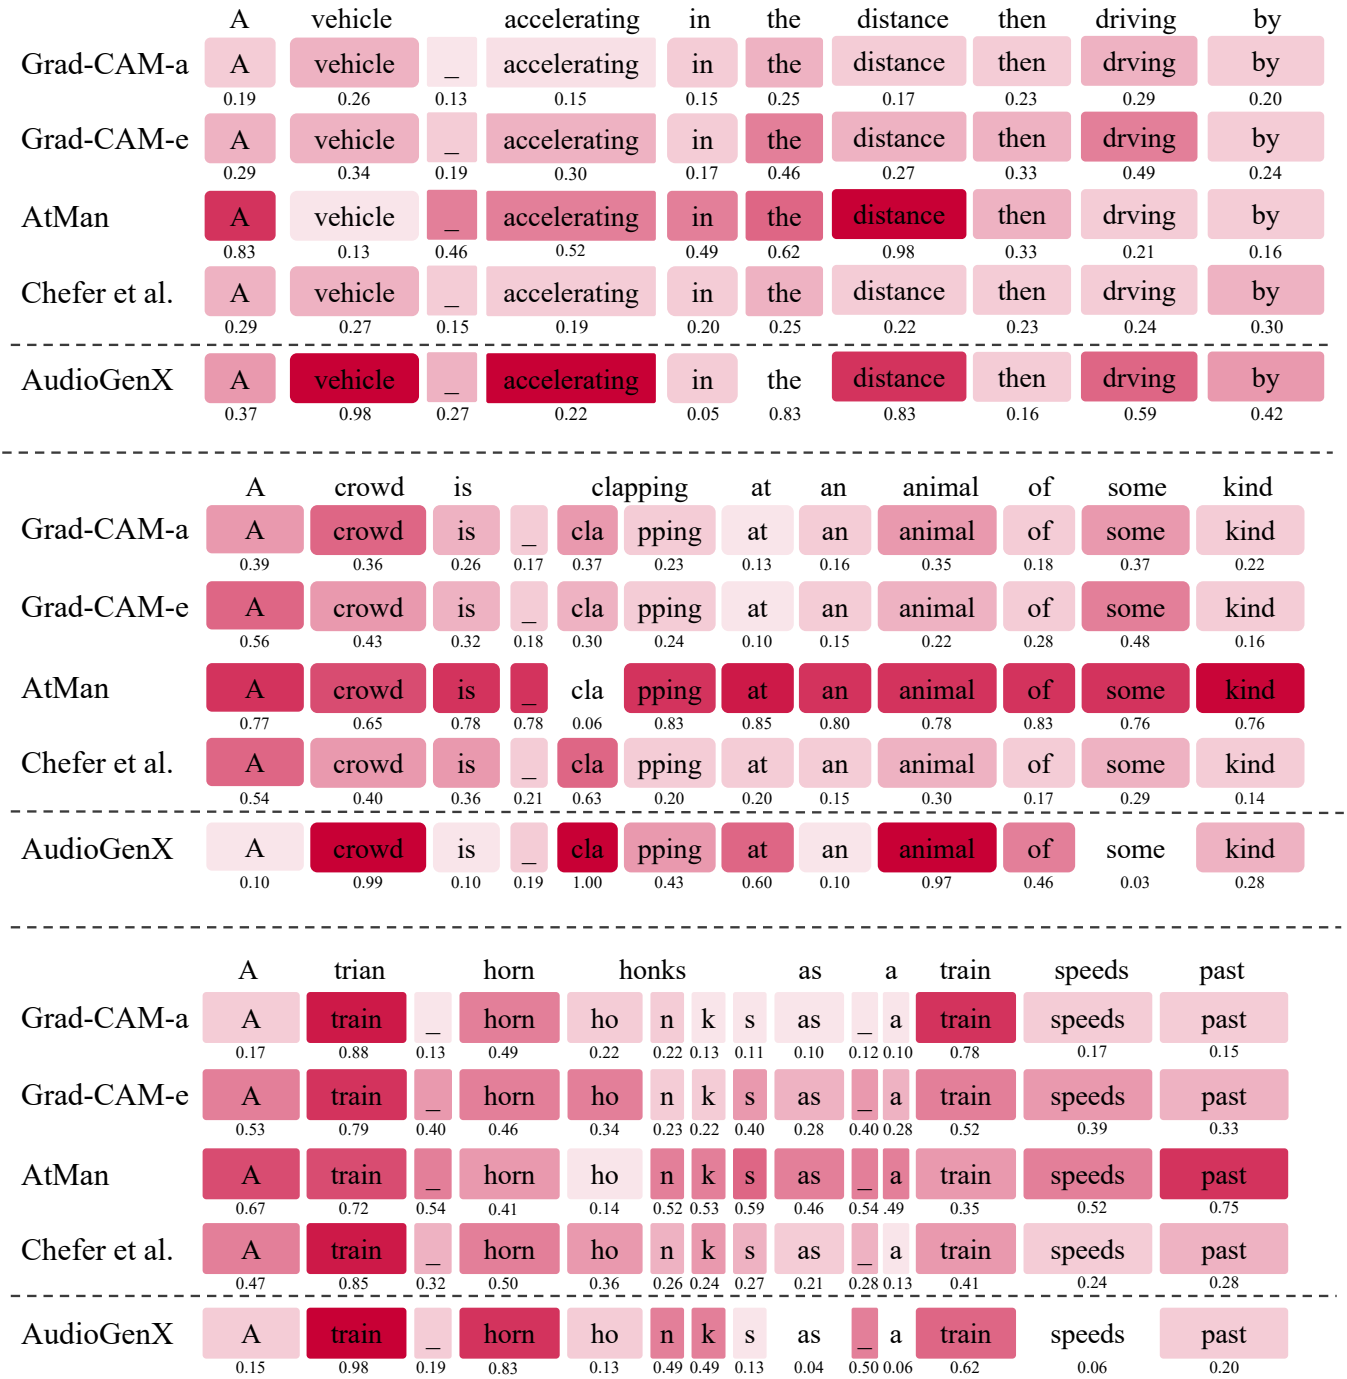 A vehicle accelerating in the distance then driving by
Grad-CAM-a A vehicle _ accelerating in the distance then drving by
0.19 0.26 0.13 0.15 0.15 0.25 0.17 0.23 0.29 0.20
Grad-CAM-e A vehicle _ accelerating in the distance then drving by
0.29 0.34 0.19 0.30 0.17 0.46 0.27 0.33 0.49 0.24
AtMan A vehicle _ accelerating in the distance then drving by
0.83 0.13 0.46 0.52 0.49 0.62 0.98 0.33 0.21 0.16
Chefer et al. A vehicle _ accelerating in the distance then drving by
0.29 0.27 0.15 0.19 0.20 0.25 0.22 0.23 0.24 0.30
AudioGenX A vehicle _ accelerating in the distance then drving by
0.37 0.98 0.27 0.22 0.05 0.83 0.83 0.16 0.59 0.42
A crowd is clapping at an animal of some kind
Grad-CAM-a A crowd is _ cla pping at an animal of some kind
0.39 0.36 0.26 0.17 0.37 0.23 0.13 0.16 0.35 0.18 0.37 0.22
Grad-CAM-e A crowd is _ cla pping at an animal of some kind
0.56 0.43 0.32 0.18 0.30 0.24 0.10 0.15 0.22 0.28 0.48 0.16
AtMan A crowd is _ cla pping at an animal of some kind
0.77 0.65 0.78 0.78 0.06 0.83 0.85 0.80 0.78 0.83 0.76 0.76
Chefer et al. A crowd is _ cla pping at an animal of some kind
0.54 0.40 0.36 0.21 0.63 0.20 0.20 0.15 0.30 0.17 0.29 0.14
AudioGenX A crowd is _ cla pping at an animal of some kind
0.10 0.99 0.10 0.19 1.00 0.43 0.60 0.10 0.97 0.46 0.03 0.28
A trian horn honks as a train speeds past
Grad-CAM-a A train _ horn ho n k s as _ a train speeds past
0.17 0.88 0.13 0.49 0.22 0.22 0.13 0.11 0.10 0.12 0.10 0.78 0.17 0.15
Grad-CAM-e A train _ horn ho n k s as _ a train speeds past
0.53 0.79 0.40 0.46 0.34 0.23 0.22 0.40 0.28 0.40 0.28 0.52 0.39 0.33
AtMan A train _ horn ho n k s as _ a train speeds past
0.67 0.72 0.54 0.41 0.14 0.52 0.53 0.59 0.46 0.54 .49 0.35 0.52 0.75
Chefer et al. A train _ horn ho n k s as _ a train speeds past
0.47 0.85 0.32 0.50 0.36 0.26 0.24 0.27 0.21 0.28 0.13 0.41 0.24 0.28
AudioGenX A train _ horn ho n k s as _ a train speeds past
0.15 0.98 0.19 0.83 0.13 0.49 0.49 0.13 0.04 0.50 0.06 0.62 0.06 0.20